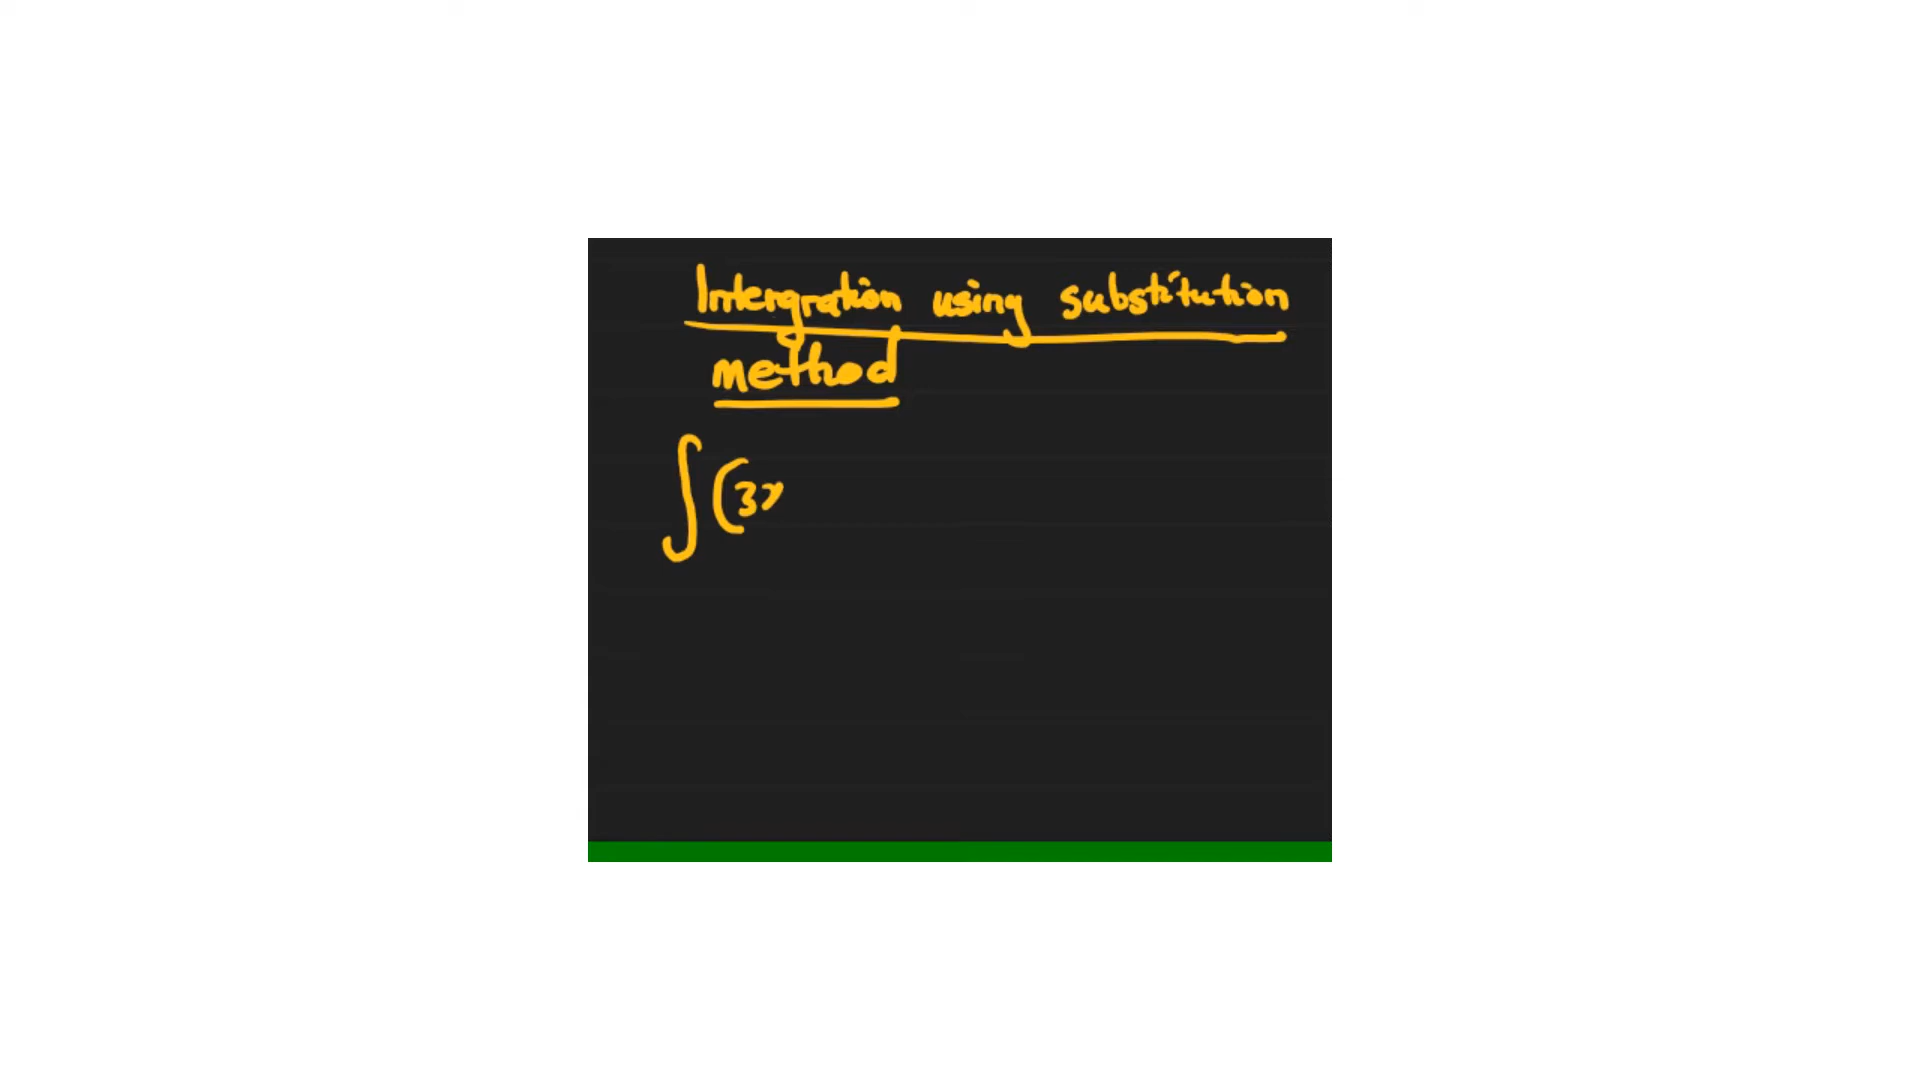 Intergration using substitution
method
∫(3x